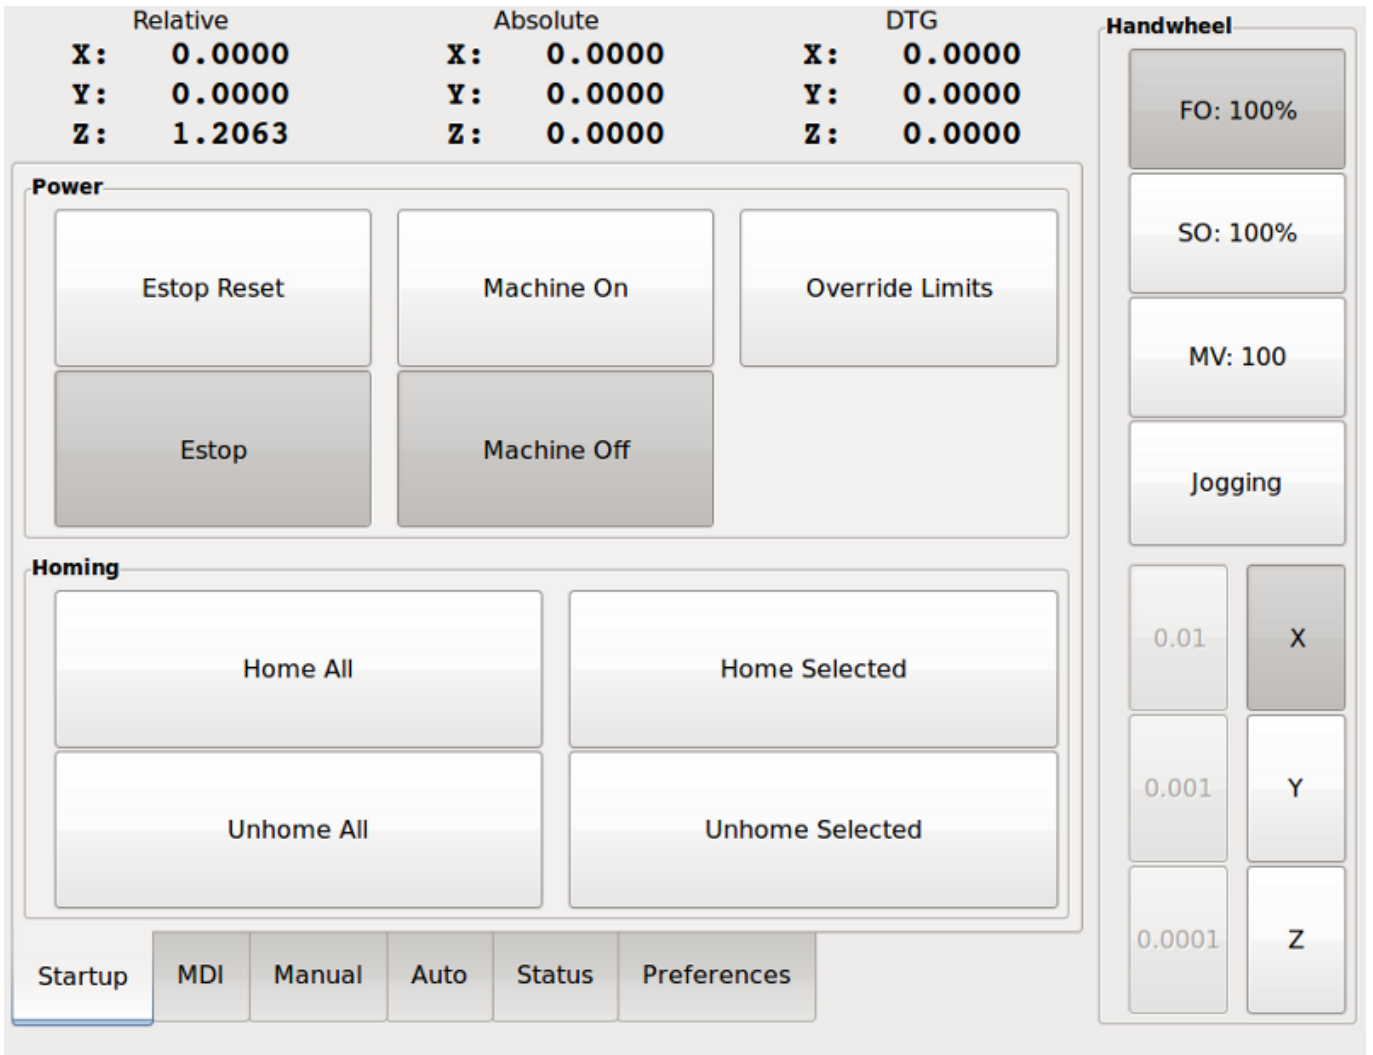 Relative Absolute DTG
X: 0.0000 X: 0.0000 X: 0.0000
Y: 0.0000 Y: 0.0000 Y: 0.0000
Z: 1.2063 Z: 0.0000 Z: 0.0000
Power
Estop Reset Machine On Override Limits
Estop Machine Off
Homing
Home All Home Selected
Unhome All Unhome Selected
Startup MDI Manual Auto Status Preferences
Handwheel
FO: 100%
SO: 100%
MV: 100
Jogging
0.01 X
0.001 Y
0.0001 Z